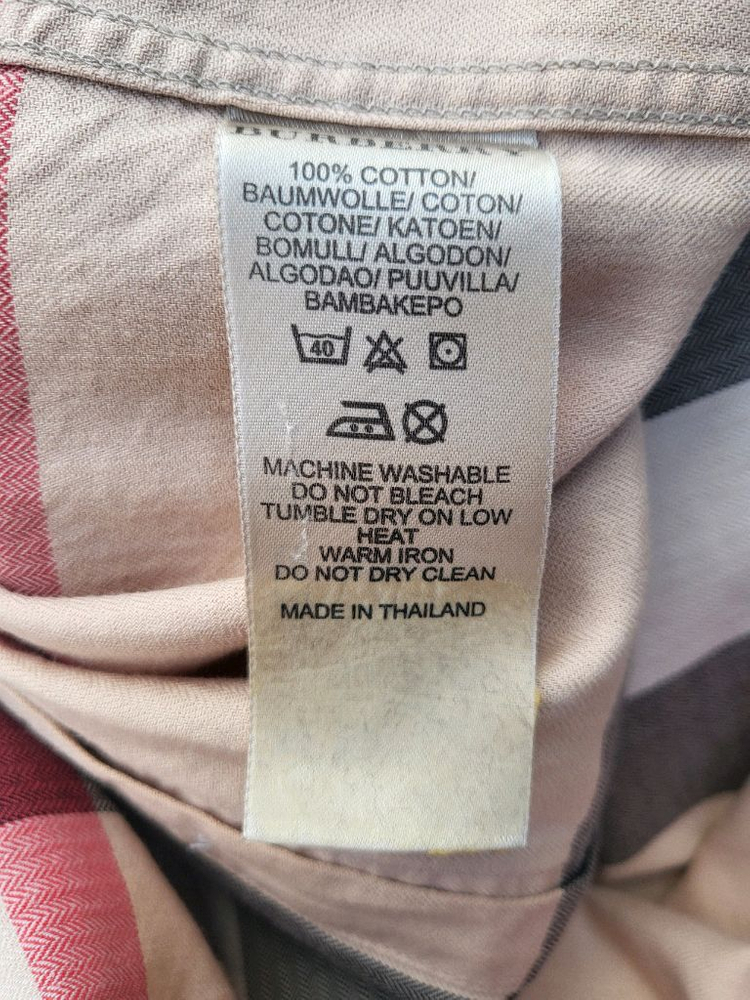 BURBERRY
100% COTTON/
BAUMWOLLE/ COTON/
COTONE/ KATOEN/
BOMULL/ ALGODON/
ALGODAO/ PUUVILLA/
BAMBAKEPO
40
MACHINE WASHABLE
DO NOT BLEACH
TUMBLE DRY ON LOW
HEAT
WARM IRON
DO NOT DRY CLEAN
MADE IN THAILAND